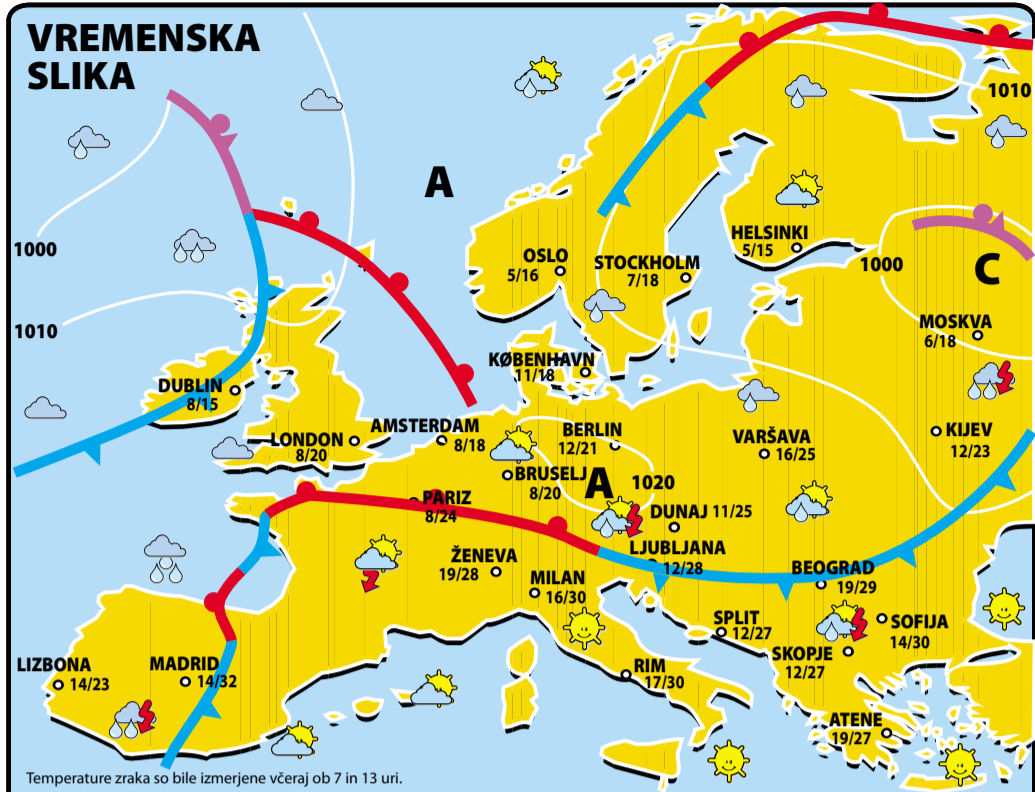 VREMENSKA
SLIKA
1010
A
1000
HELSINKI
5/15
OSLO
5/16
STOCKHOLM
7/18
1000
C
1010
MOSKVA
6/18
KØBENHAVN
11/18
DUBLIN
8/15
AMSTERDAM
8/18
LONDON
8/20
BERLIN
12/21
VARŠAVA
16/25
KIJEV
12/23
BRUSELJ
8/20
A
1020
PARIZ
8/24
DUNAJ 11/25
LJUBLJANA
12/28
ŽENEVA
19/28
BEOGRAD
19/29
MILAN
16/30
SPLIT
12/27
SOFIJA
14/30
SKOPJE
12/27
LIZBONA
14/23
MADRID
14/32
RIM
17/30
ATENE
19/27
Temperature zraka so bile izmerjene včeraj ob 7 in 13 uri.